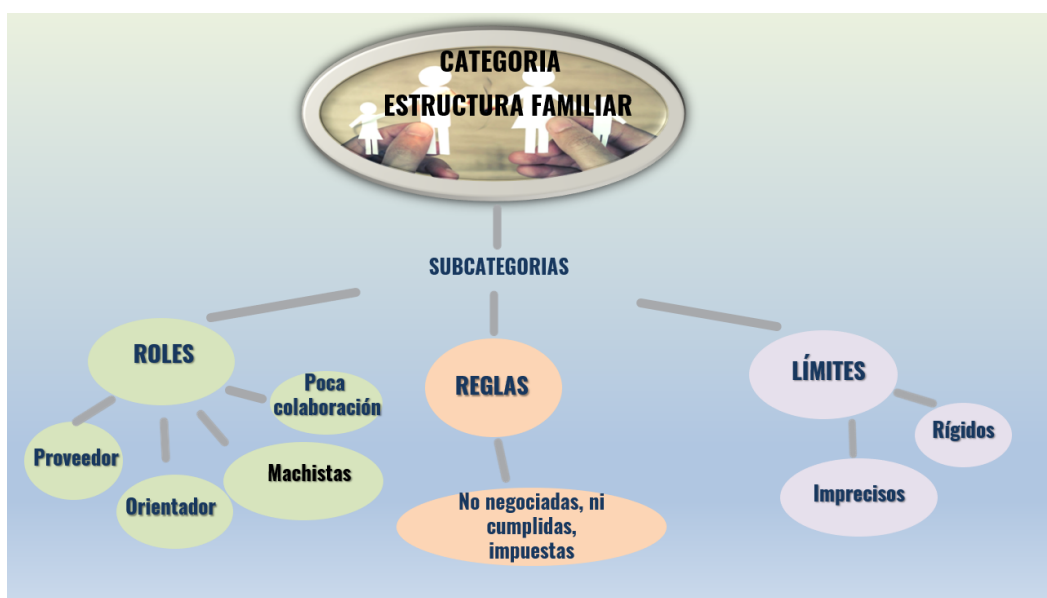 CATEGORIA
ESTRUCTURA FAMILIAR
SUBCATEGORIAS
ROLES
Poca
colaboración
Proveedor
Machistas
Orientador
REGLAS
No negociadas, ni
cumplidas,
impuestas
LÍMITES
Rígidos
Imprecisos